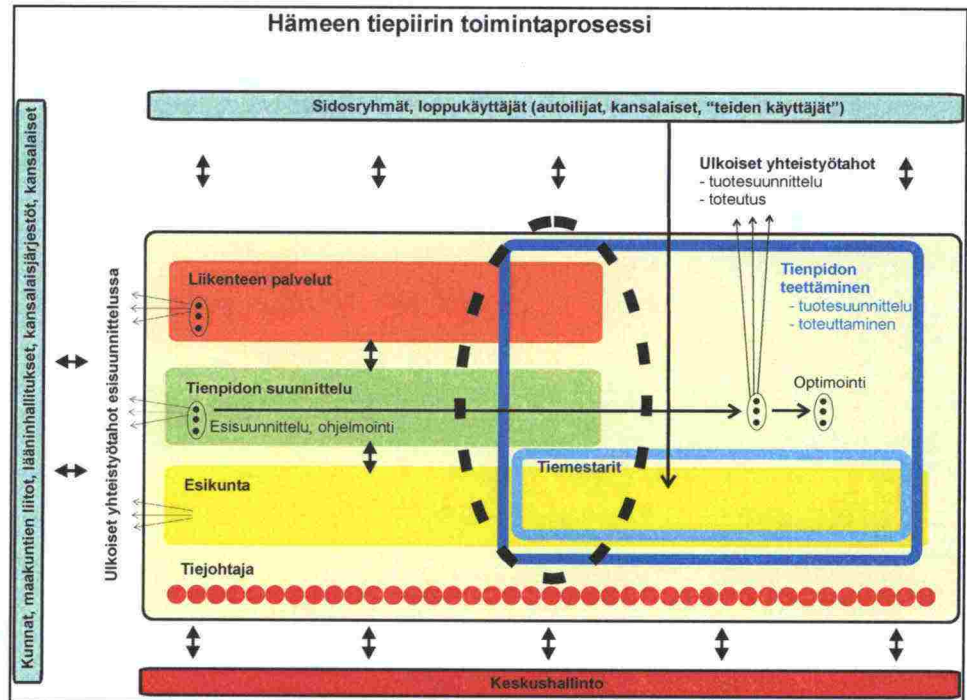 Hämeen tiepiirin toimintaprosessi
Sidosryhmät, loppukäyttäjät (autoilijat, kansalaiset, "teiden käyttäjät")
Kunnat, maakuntien liitot, lääninhallitukset, kansalaisjärjestöt, kansalaiset
Ulkoiset yhteistyötahot esisuunnittelussa
Ulkoiset yhteistyötahot
- tuotesuunnittelu
- toteutus
Liikenteen palvelut
Tienpidon
teettäminen
- tuotesuunnittelu
- toteuttaminen
Tienpidon suunnittelu
Esisuunnittelu, ohjelmointi
Optimointi
Esikunta
Tiemestarit
Tiejohtaja
Keskushallinto